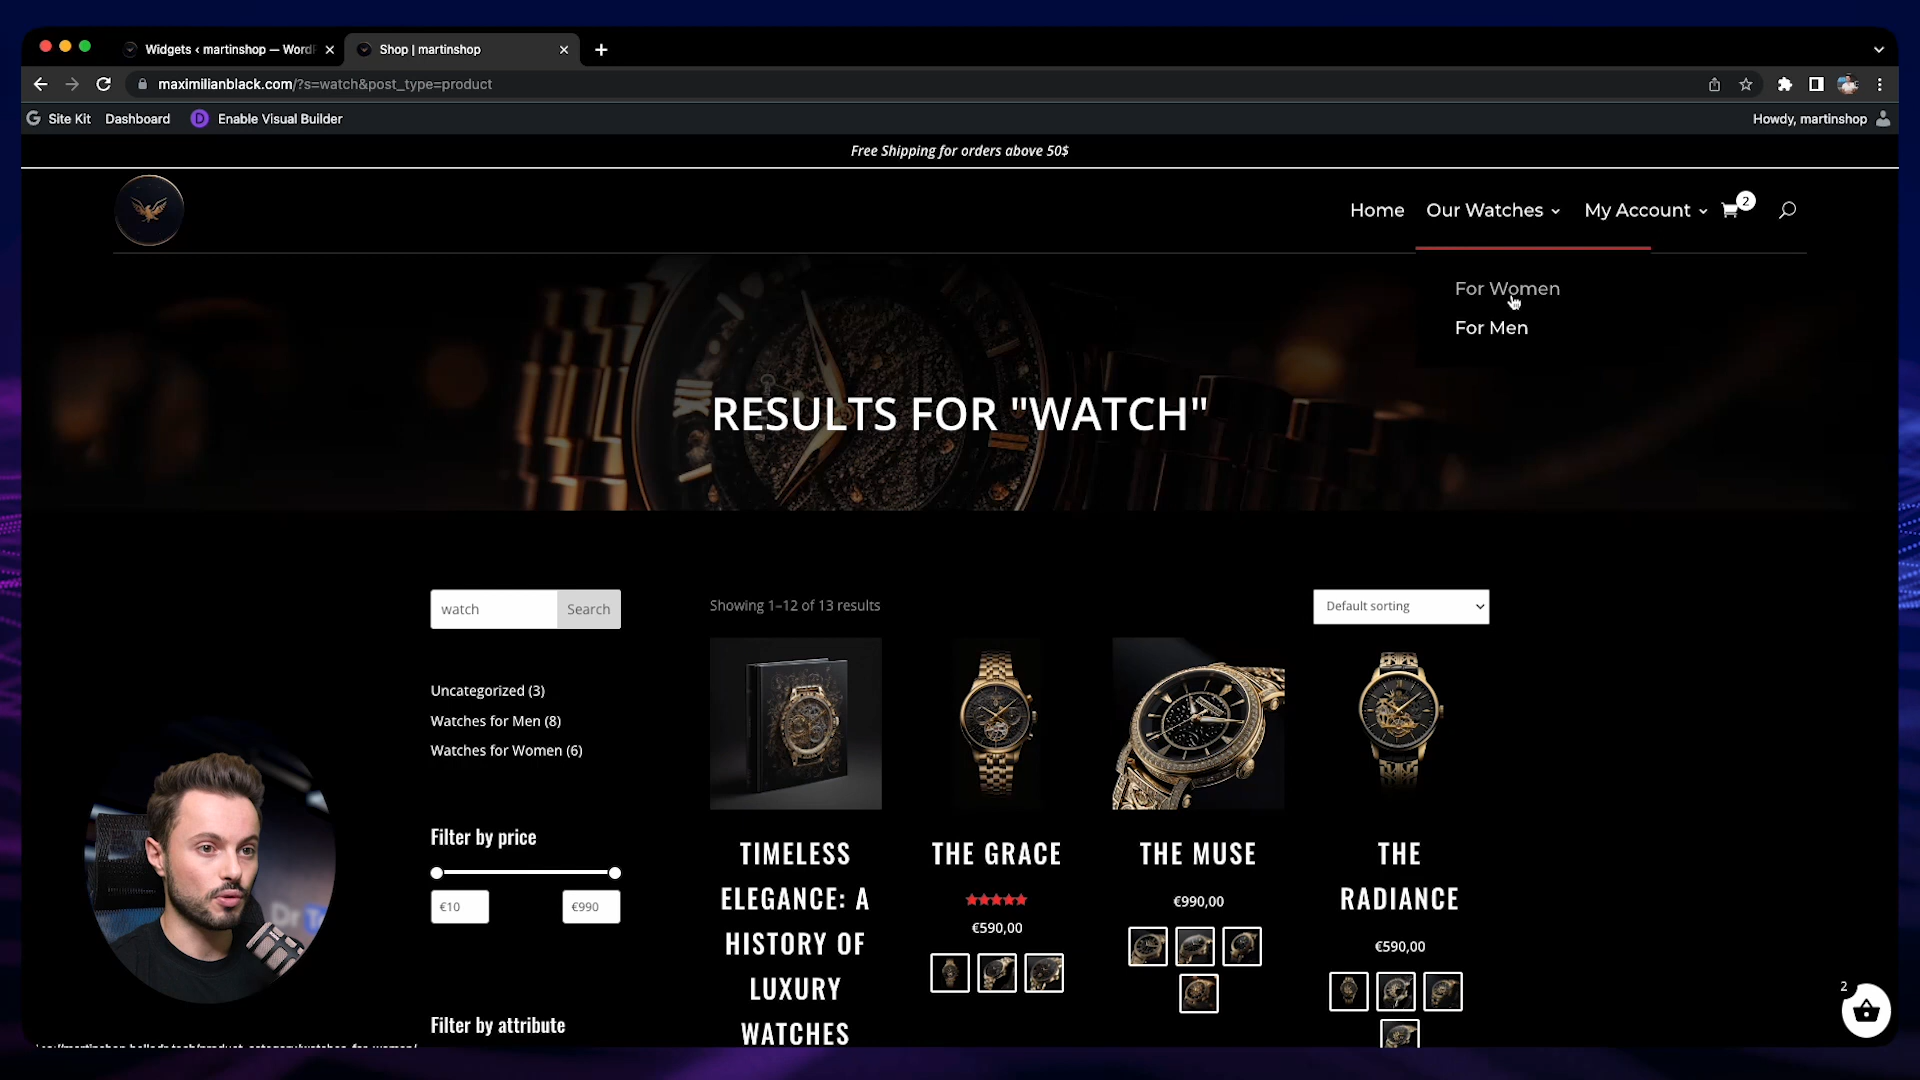 Widgets ‹ martinshop — WordP
Shop | martinshop
maximilianblack.com/?s=watch&post_type=product
Site Kit
Dashboard
Enable Visual Builder
Howdy, martinshop
Free Shipping for orders above 50$
Home
Our Watches
My Account
2
For Women
For Men
RESULTS FOR "WATCH"
watch
Search
Showing 1–12 of 13 results
Default sorting
Uncategorized (3)
Watches for Men (8)
Watches for Women (6)
Filter by price
€10
€990
Filter by attribute
TIMELESS
ELEGANCE: A
HISTORY OF
LUXURY
WATCHES
THE GRACE
€590,00
THE MUSE
€990,00
THE
RADIANCE
€590,00
2
Dr T